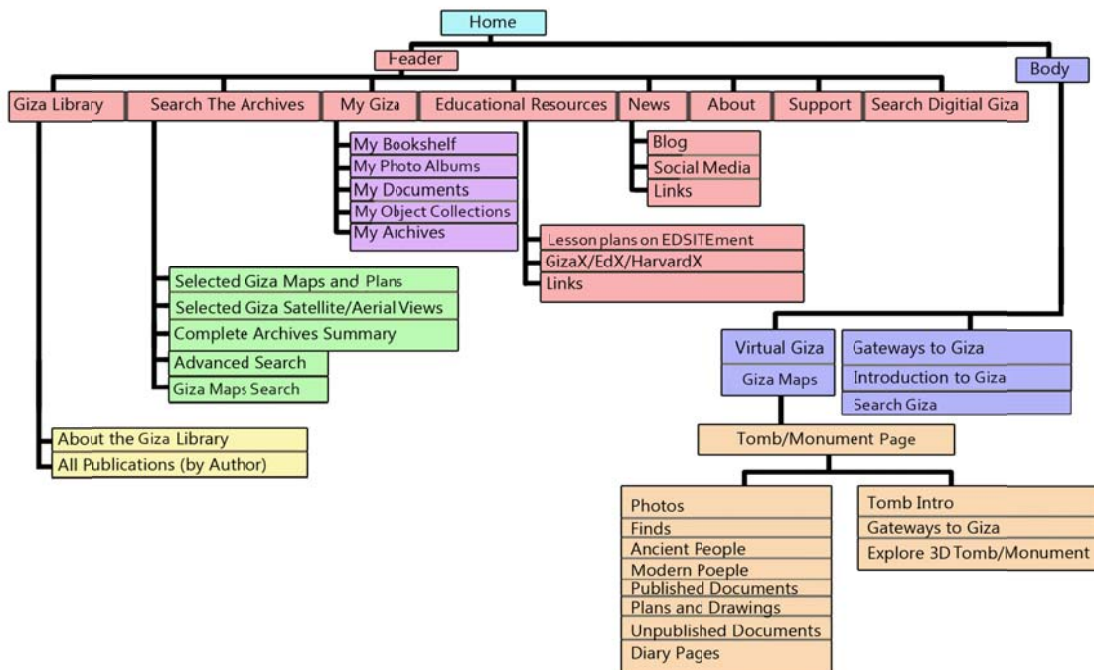 Home
Feader
Body
Giza Library
Search The Archives
My Giza
Educational Resources
News
About
Support
Search Digitial Giza
My Bookshelf
My Photo Albums
My Documents
My Object Collections
My Archives
Blog
Social Media
Links
Lesson plans on EDSITEment
GizaX/EdX/HarvardX
Links
Selected Giza Maps and Plans
Selected Giza Satellite/Aerial Views
Complete Archives Summary
Advanced Search
Giza Maps Search
About the Giza Library
All Publications (by Author)
Virtual Giza
Giza Maps
Gateways to Giza
Introduction to Giza
Search Giza
Tomb/Monument Page
Photos
Finds
Ancient People
Modern Poeple
Published Documents
Plans and Drawings
Unpublished Documents
Diary Pages
Tomb Intro
Gateways to Giza
Explore 3D Tomb/Monument